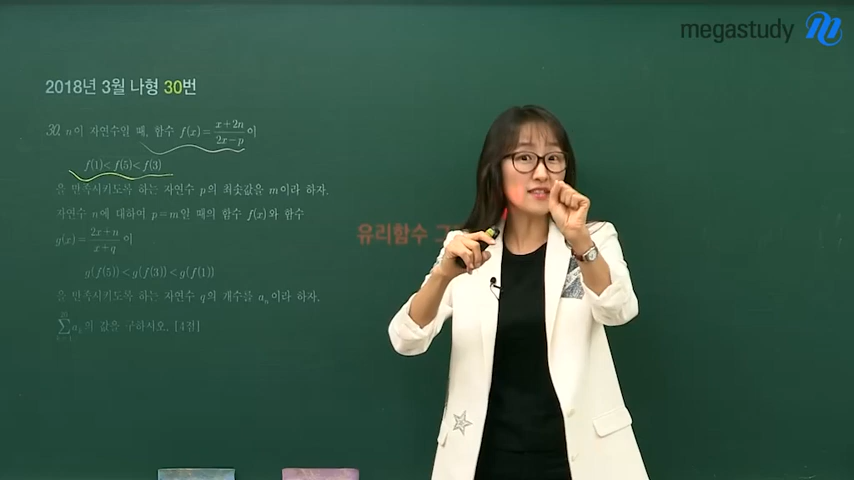 megastudy
2018년 3월 나형 30번
30. n이 자연수일 때, 함수 f(x)=\frac{x+2n}{2x-p}이
f(1)<f(5)<f(3)
을 만족시키도록 하는 자연수 p의 최솟값을 m이라 하자.
자연수 n에 대하여 p=m일 때의 함수 f(x)와 함수
g(x)=\frac{2x+n}{x+q}이
g(f(5))<g(f(3))<g(f(1))
을 만족시키도록 하는 자연수 q의 개수를 a_n이라 하자.
의 값을 구하시오. [4점]
유리함수